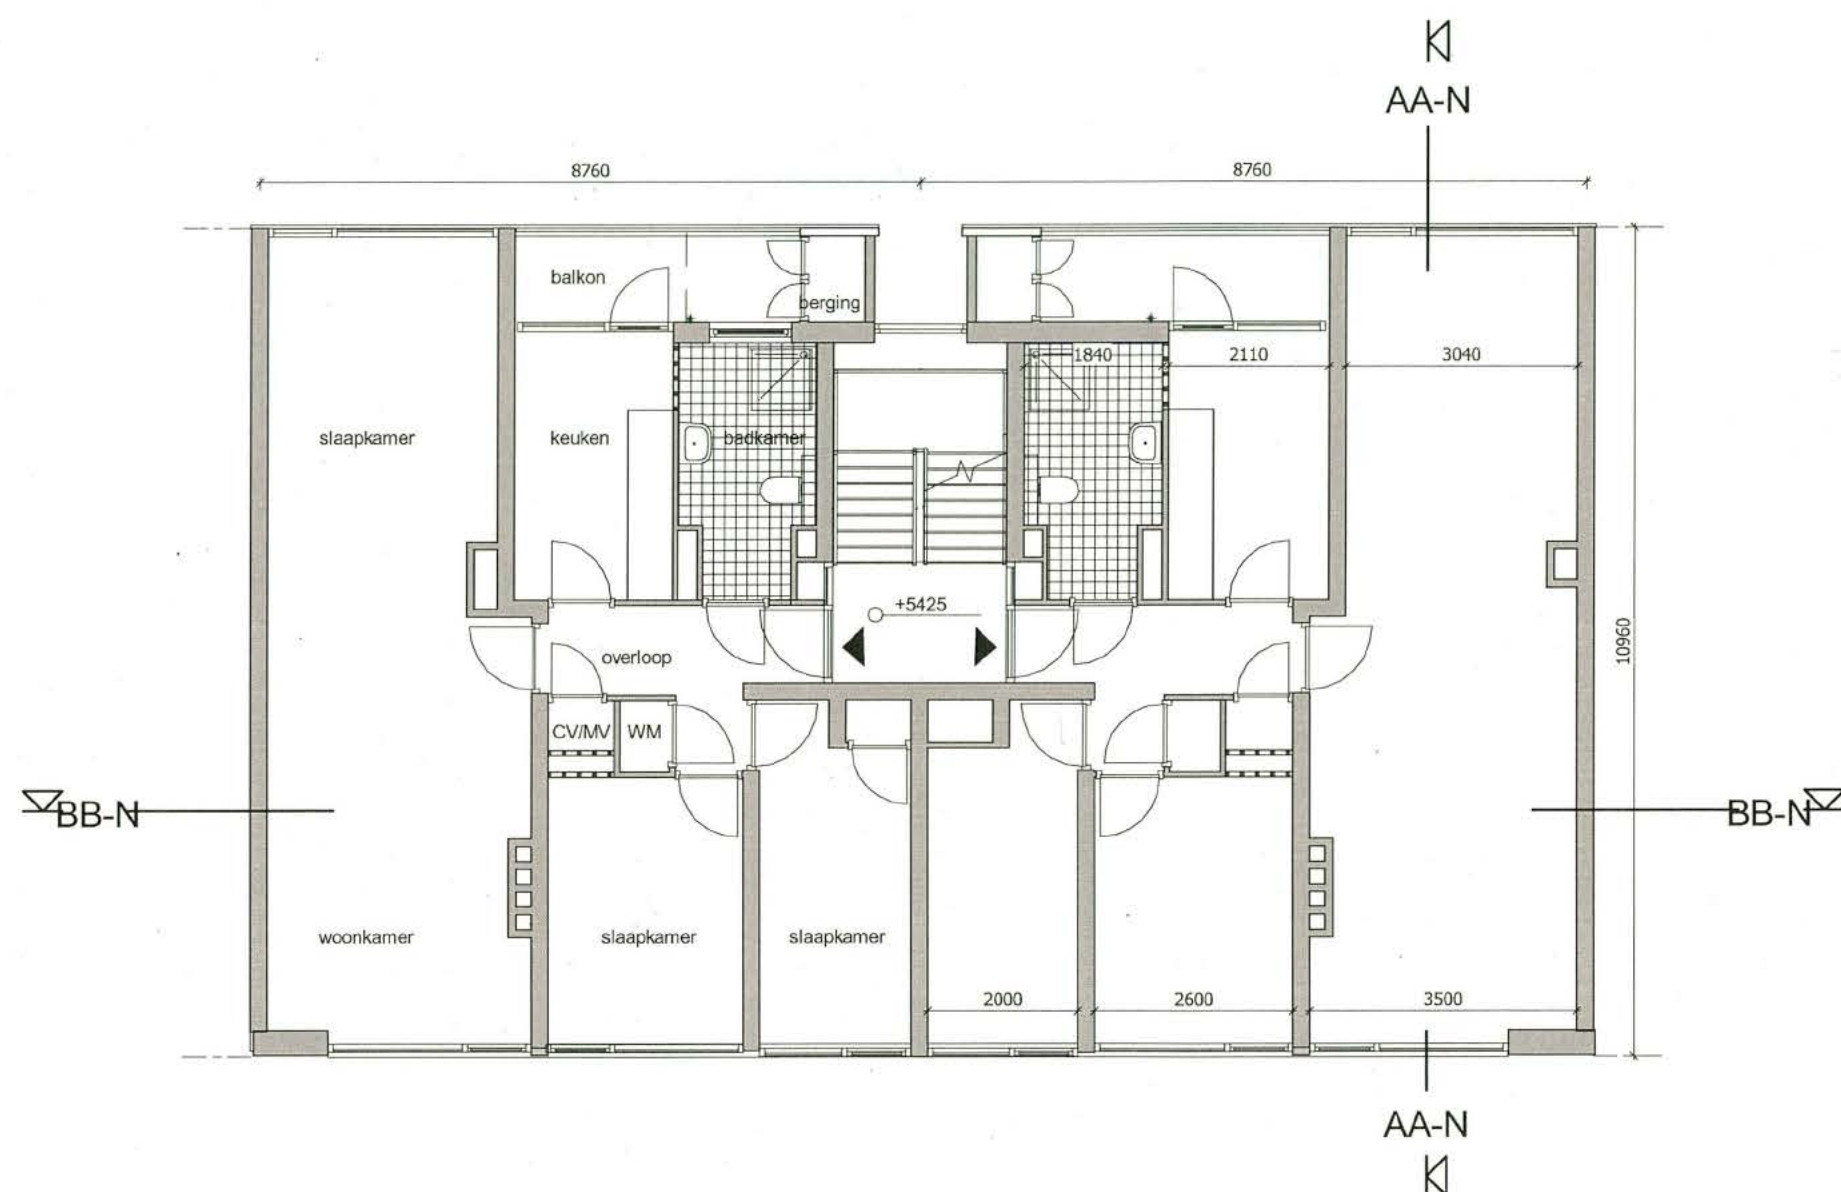 AA-N
8760 8760
balkon
berging
1840 2110 3040
slaapkamer keuken badkamer
+5425
overloop
10960
CV/MV WM
BB-N BB-N
woonkamer slaapkamer slaapkamer
2000 2600 3500
AA-N